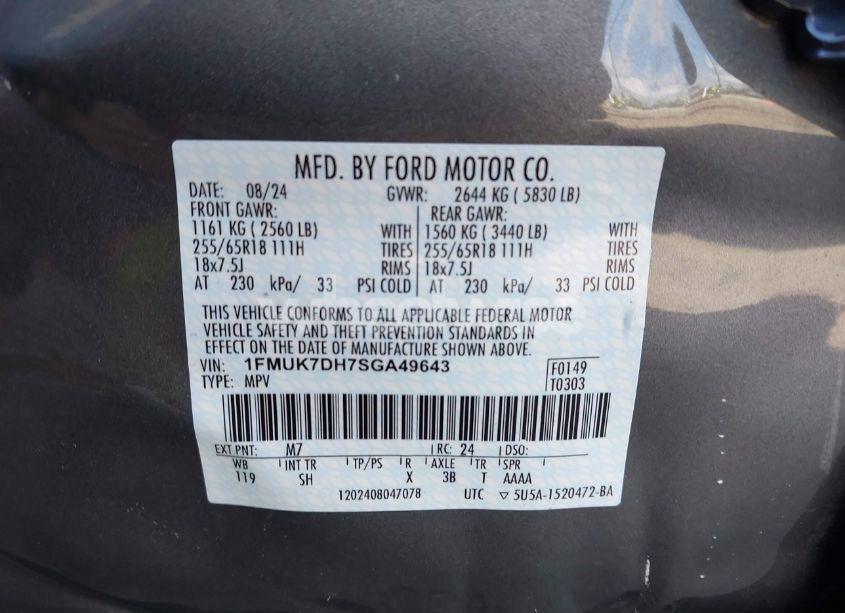 MFD. BY FORD MOTOR CO.
DATE: 08/24 GVWR: 2644 KG ( 5830 LB)
FRONT GAWR: REAR GAWR:
1161 KG ( 2560 LB) WITH 1560 KG ( 3440 LB) WITH
255/65R18 111H TIRES 255/65R18 111H TIRES
18x7.5J RIMS 18x7.5J RIMS
AT 230 kPa/ 33 PSI COLD AT 230 kPa/ 33 PSI COLD
THIS VEHICLE CONFORMS TO ALL APPLICABLE FEDERAL MOTOR
VEHICLE SAFETY AND THEFT PREVENTION STANDARDS IN
EFFECT ON THE DATE OF MANUFACTURE SHOWN ABOVE.
VIN: 1FMUK7DH7SGA49643 F0149
TYPE: MPV T0303
EXT PNT: M7 RC: 24 DSO:
WB INT TR TP/PS R AXLE TR SPR
119 SH X 3B T AAAA
1202408047078 UTC ▽ 5U5A-1520472-BA